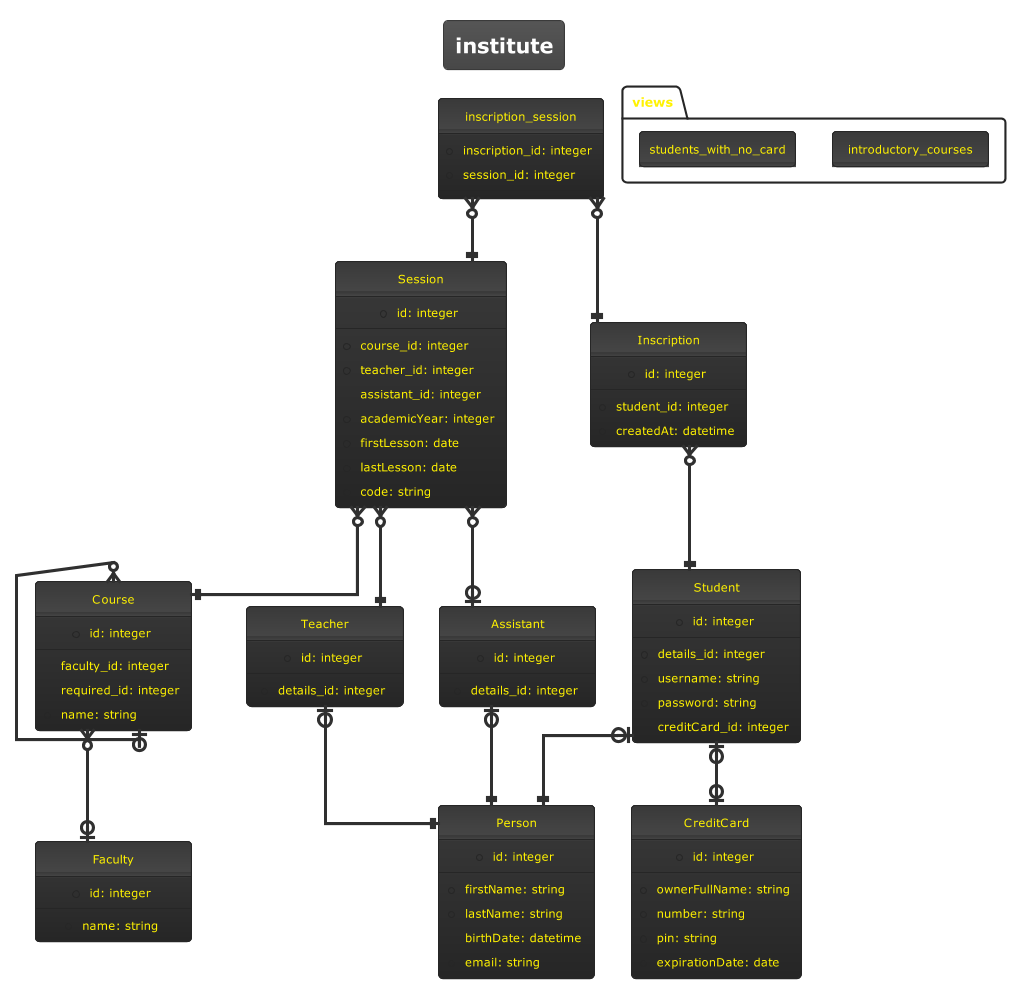 institute
inscription_session
inscription_id: integer
session_id: integer
views
students_with_no_card
introductory_courses
Session
id: integer
course_id: integer
teacher_id: integer
assistant_id: integer
academicYear: integer
firstLesson: date
lastLesson: date
code: string
Inscription
id: integer
student_id: integer
createdAt: datetime
Course
id: integer
faculty_id: integer
required_id: integer
name: string
Teacher
id: integer
details_id: integer
Assistant
id: integer
details_id: integer
Student
id: integer
details_id: integer
username: string
password: string
creditCard_id: integer
Faculty
id: integer
name: string
Person
id: integer
firstName: string
lastName: string
birthDate: datetime
email: string
CreditCard
id: integer
ownerFullName: string
number: string
pin: string
expirationDate: date